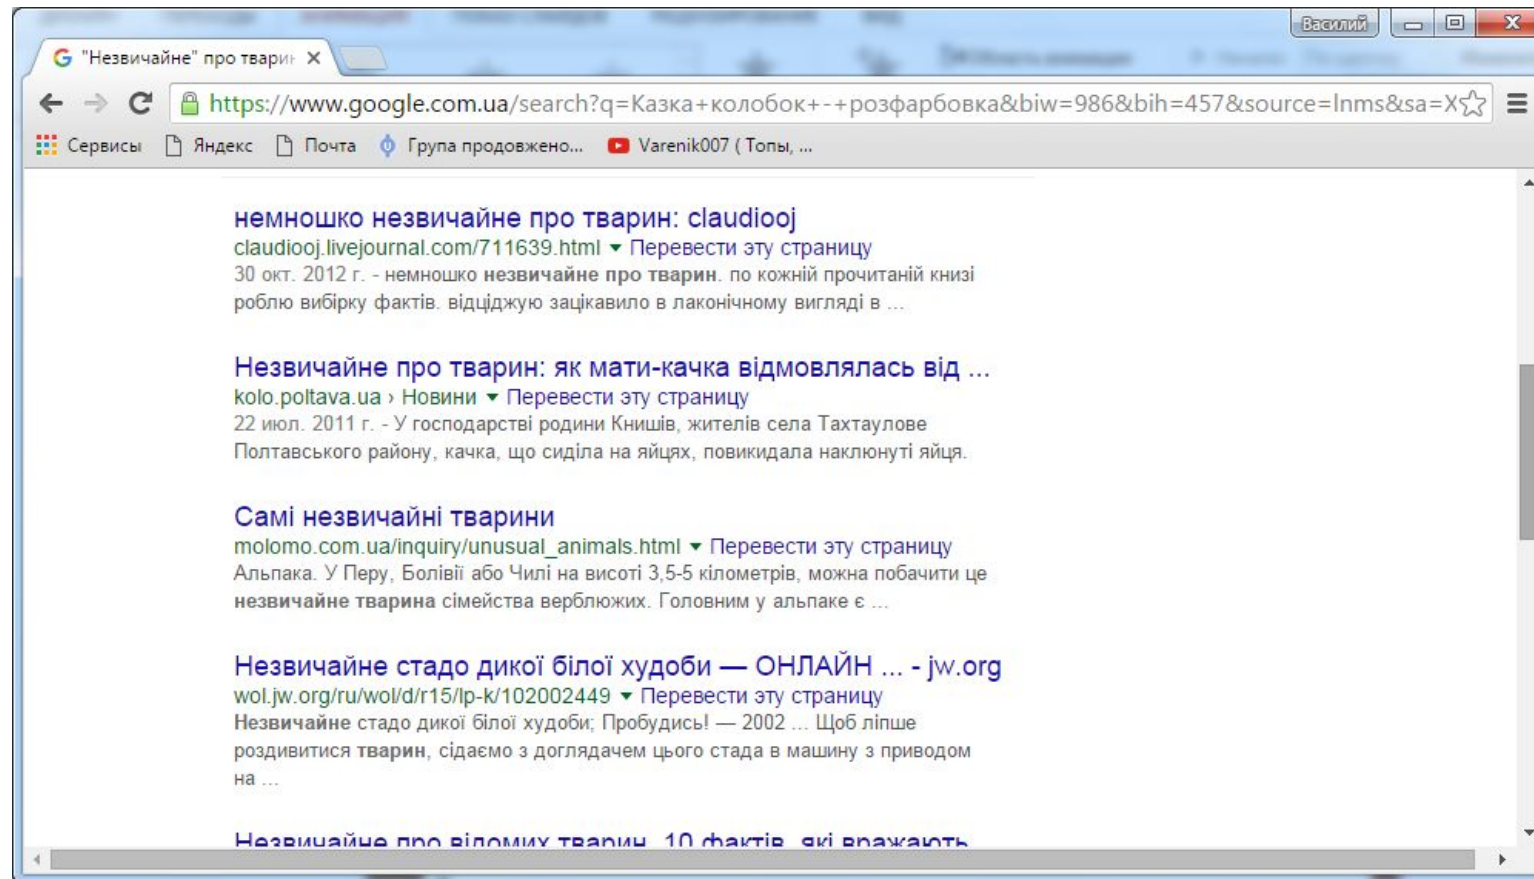 Василий
"Незвичайне" про твари
https://www.google.com.ua/search?q=Казка+колобок+-+розфарбовка&biw=986&bih=457&source=lnms&sa=X
Сервисы Яндекс Почта Група продовжено... Varenik007 ( Топы, ...
немношко незвичайне про тварин: claudiooj
claudiooj.livejournal.com/711639.html Перевести эту страницу
30 окт. 2012 г. - немношко незвичайне про тварин. по кожній прочитаній книзі
роблю вибірку фактів. відціджую зацікавило в лаконічному вигляді в ...
Незвичайне про тварин: як мати-качка відмовлялась від ...
kolo.poltava.ua › Новини Перевести эту страницу
22 июл. 2011 г. - У господарстві родини Книшів, жителів села Тахтаулове
Полтавського району, качка, що сиділа на яйцях, повикидала наклюнуті яйця.
Самі незвичайні тварини
molomo.com.ua/inquiry/unusual_animals.html Перевести эту страницу
Альпака. У Перу, Болівії або Чилі на висоті 3,5-5 кілометрів, можна побачити це
незвичайне тварина сімейства верблюжих. Головним у альпаке є ...
Незвичайне стадо дикої білої худоби — ОНЛАЙН ... - jw.org
wol.jw.org/ru/wol/d/r15/lp-k/102002449 Перевести эту страницу
Незвичайне стадо дикої білої худоби; Пробудись! — 2002 ... Щоб ліпше
роздивитися тварин, сідаємо з доглядачем цього стада в машину з приводом
на ...
Незвичайне про відомих тварин. 10 фактів, які вражають